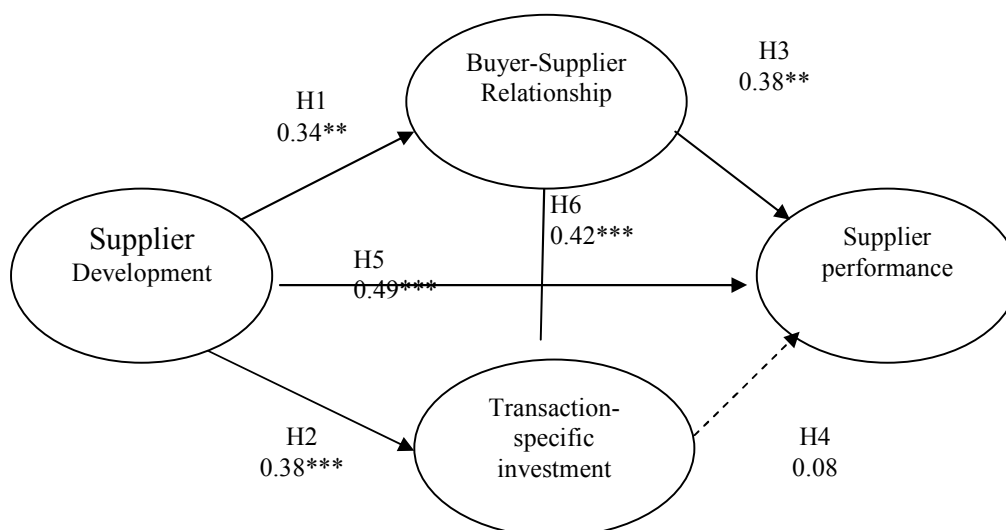 Buyer-Supplier
Relationship
H3
0.38**
H1
0.34**
H6
0.42***
Supplier
Development
H5
0.49***
Supplier
performance
Transaction-
specific
investment
H2
0.38***
H4
0.08